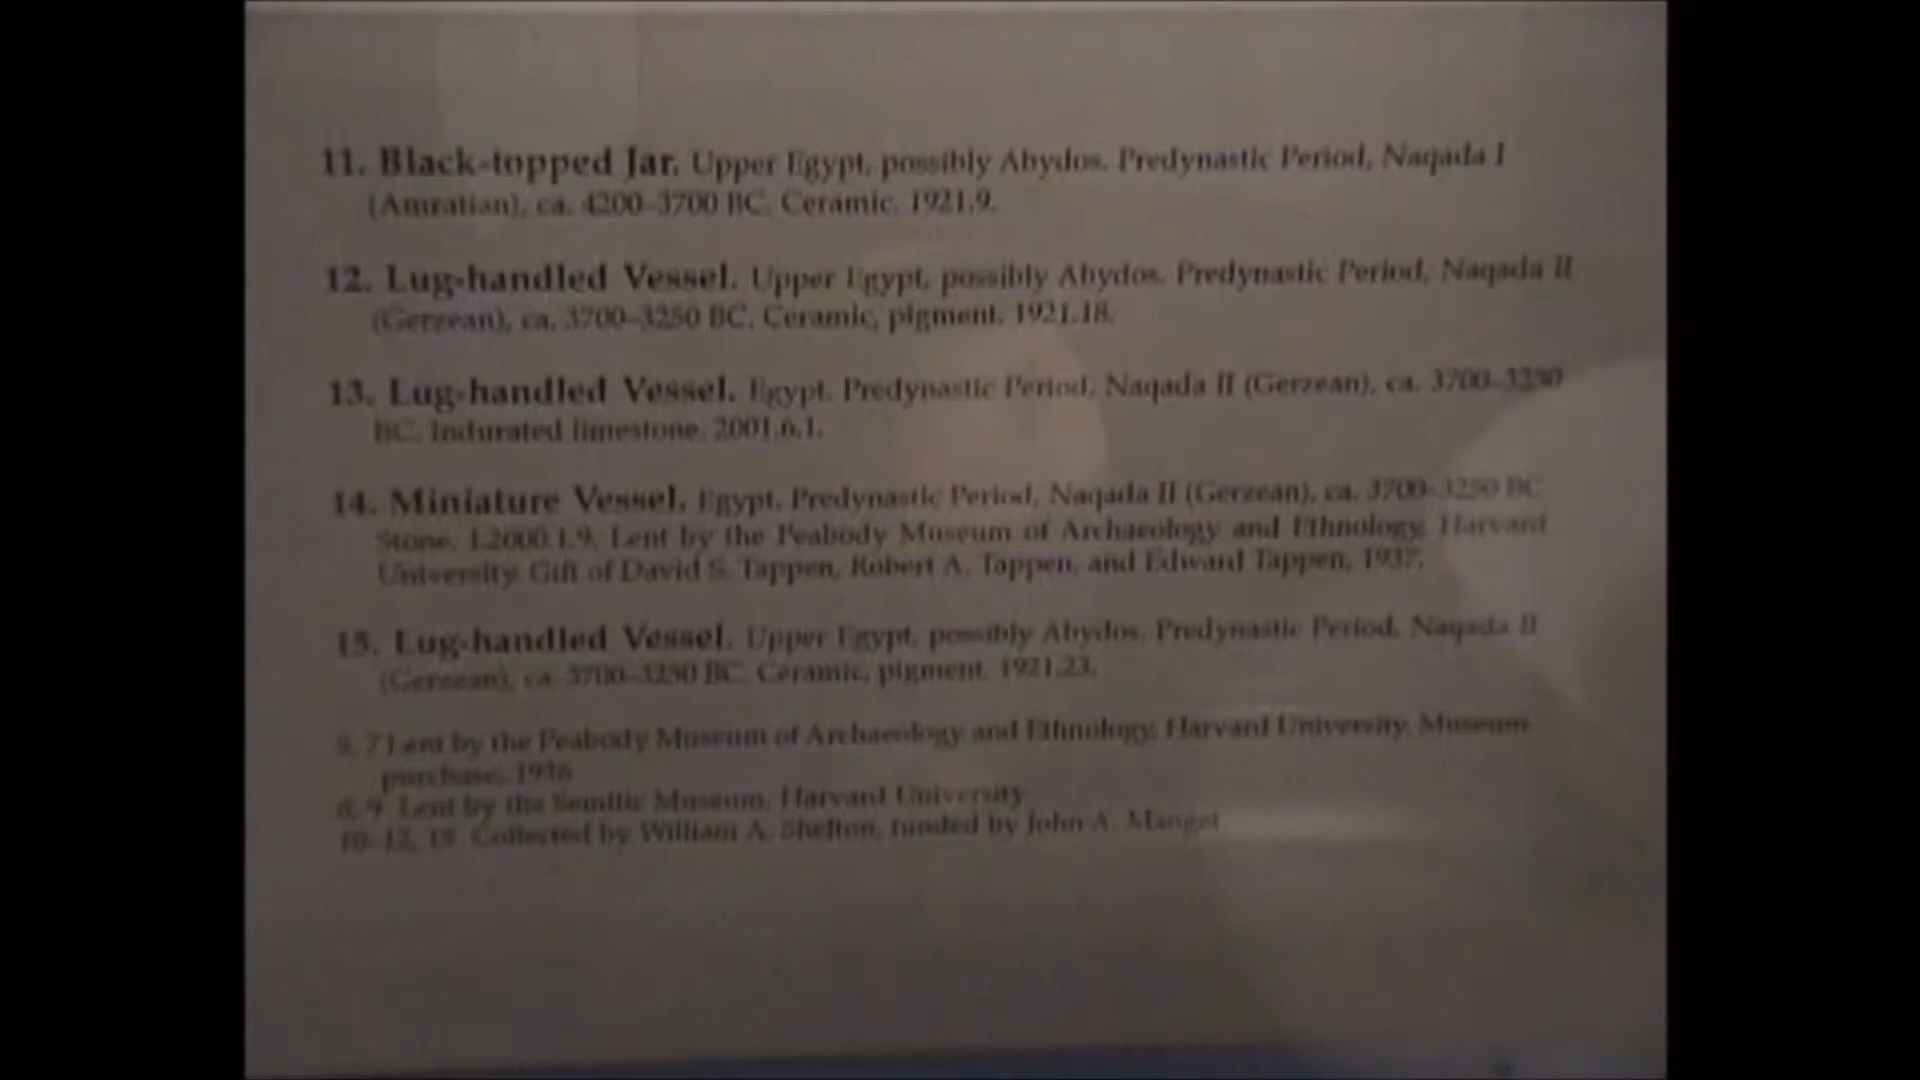 11. Black-topped Jar. Upper Egypt, possibly Abydos. Predynastic Period, Naqada I
(Amratian), ca. 4200–3700 BC. Ceramic. 1921.9.
12. Lug-handled Vessel. Upper Egypt, possibly Abydos. Predynastic Period, Naqada II
(Gerzean), ca. 3700–3250 BC. Ceramic, pigment. 1921.18.
13. Lug-handled Vessel. Egypt. Predynastic Period, Naqada II (Gerzean), ca. 3700–3250
BC. Indurated limestone. 2001.6.1.
14. Miniature Vessel. Egypt. Predynastic Period, Naqada II (Gerzean), ca. 3700–3250 BC
Stone. L2000.1.9. Lent by the Peabody Museum of Archaeology and Ethnology, Harvard
University. Gift of David S. Tappen, Robert A. Tappen, and Edward Tappen, 1937.
15. Lug-handled Vessel. Upper Egypt, possibly Abydos. Predynastic Period, Naqada II
(Gerzean), ca. 3700–3250 BC. Ceramic, pigment. 1921.23.
7 Lent by the Peabody Museum of Archaeology and Ethnology, Harvard University. Museum
purchase, 1936
8, 9 Lent by the Semitic Museum, Harvard University
10–12, 15 Collected by William A. Shelton, funded by John A. Manget